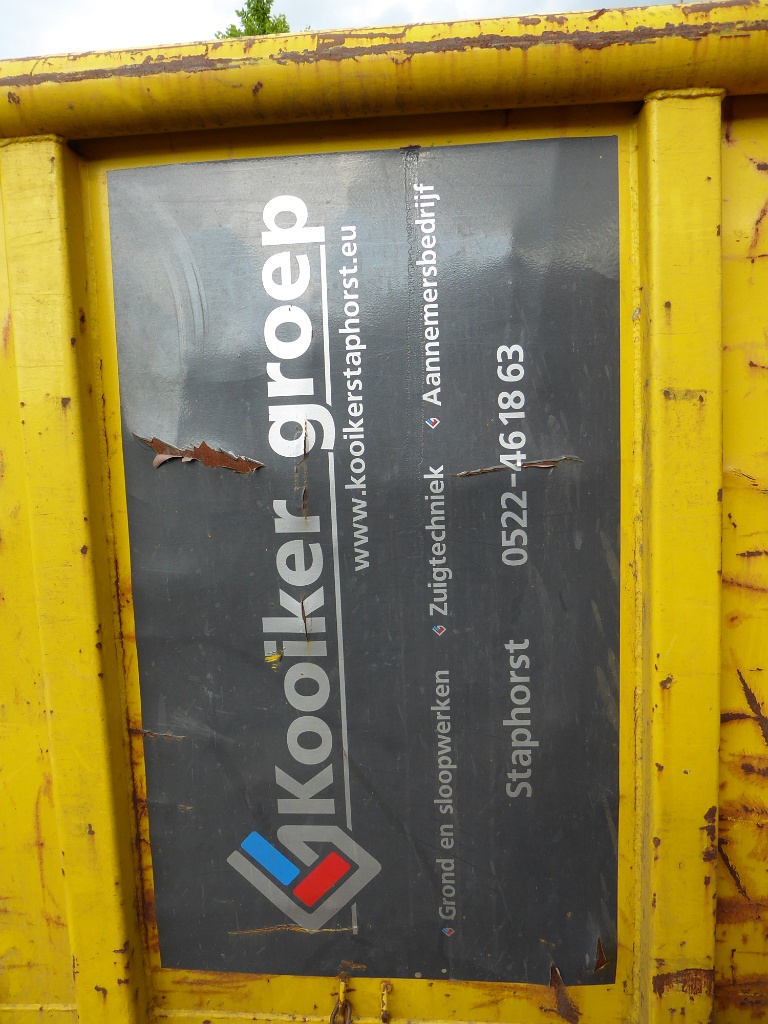 Kooiker groep
www.kooikerstaphorst.eu
Grond en sloopwerken Zuigtechniek Aannemersbedrijf
Staphorst 0522-46 18 63